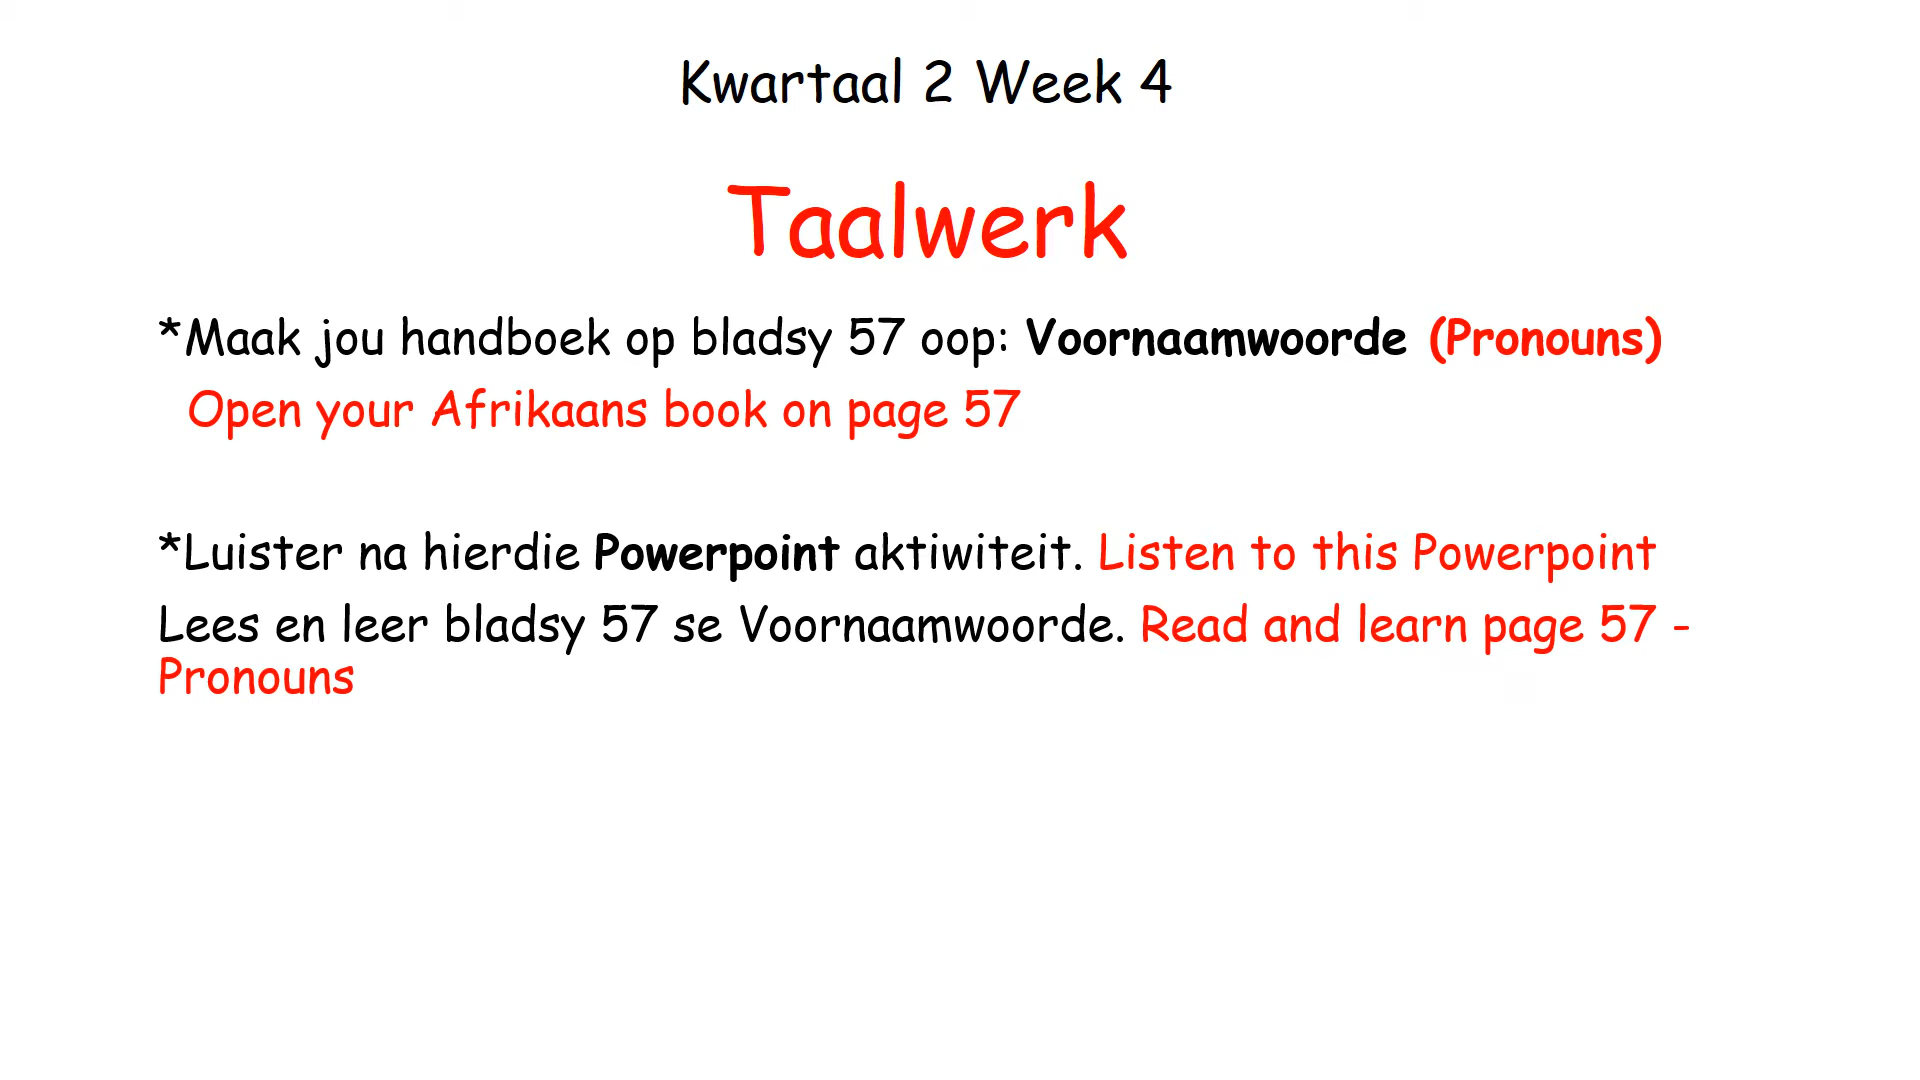 Kwartaal 2 Week 4
Taalwerk
*Maak jou handboek op bladsy 57 oop: Voornaamwoorde (Pronouns)
Open your Afrikaans book on page 57
*Luister na hierdie Powerpoint aktiwiteit. Listen to this Powerpoint
Lees en leer bladsy 57 se Voornaamwoorde. Read and learn page 57 -
Pronouns